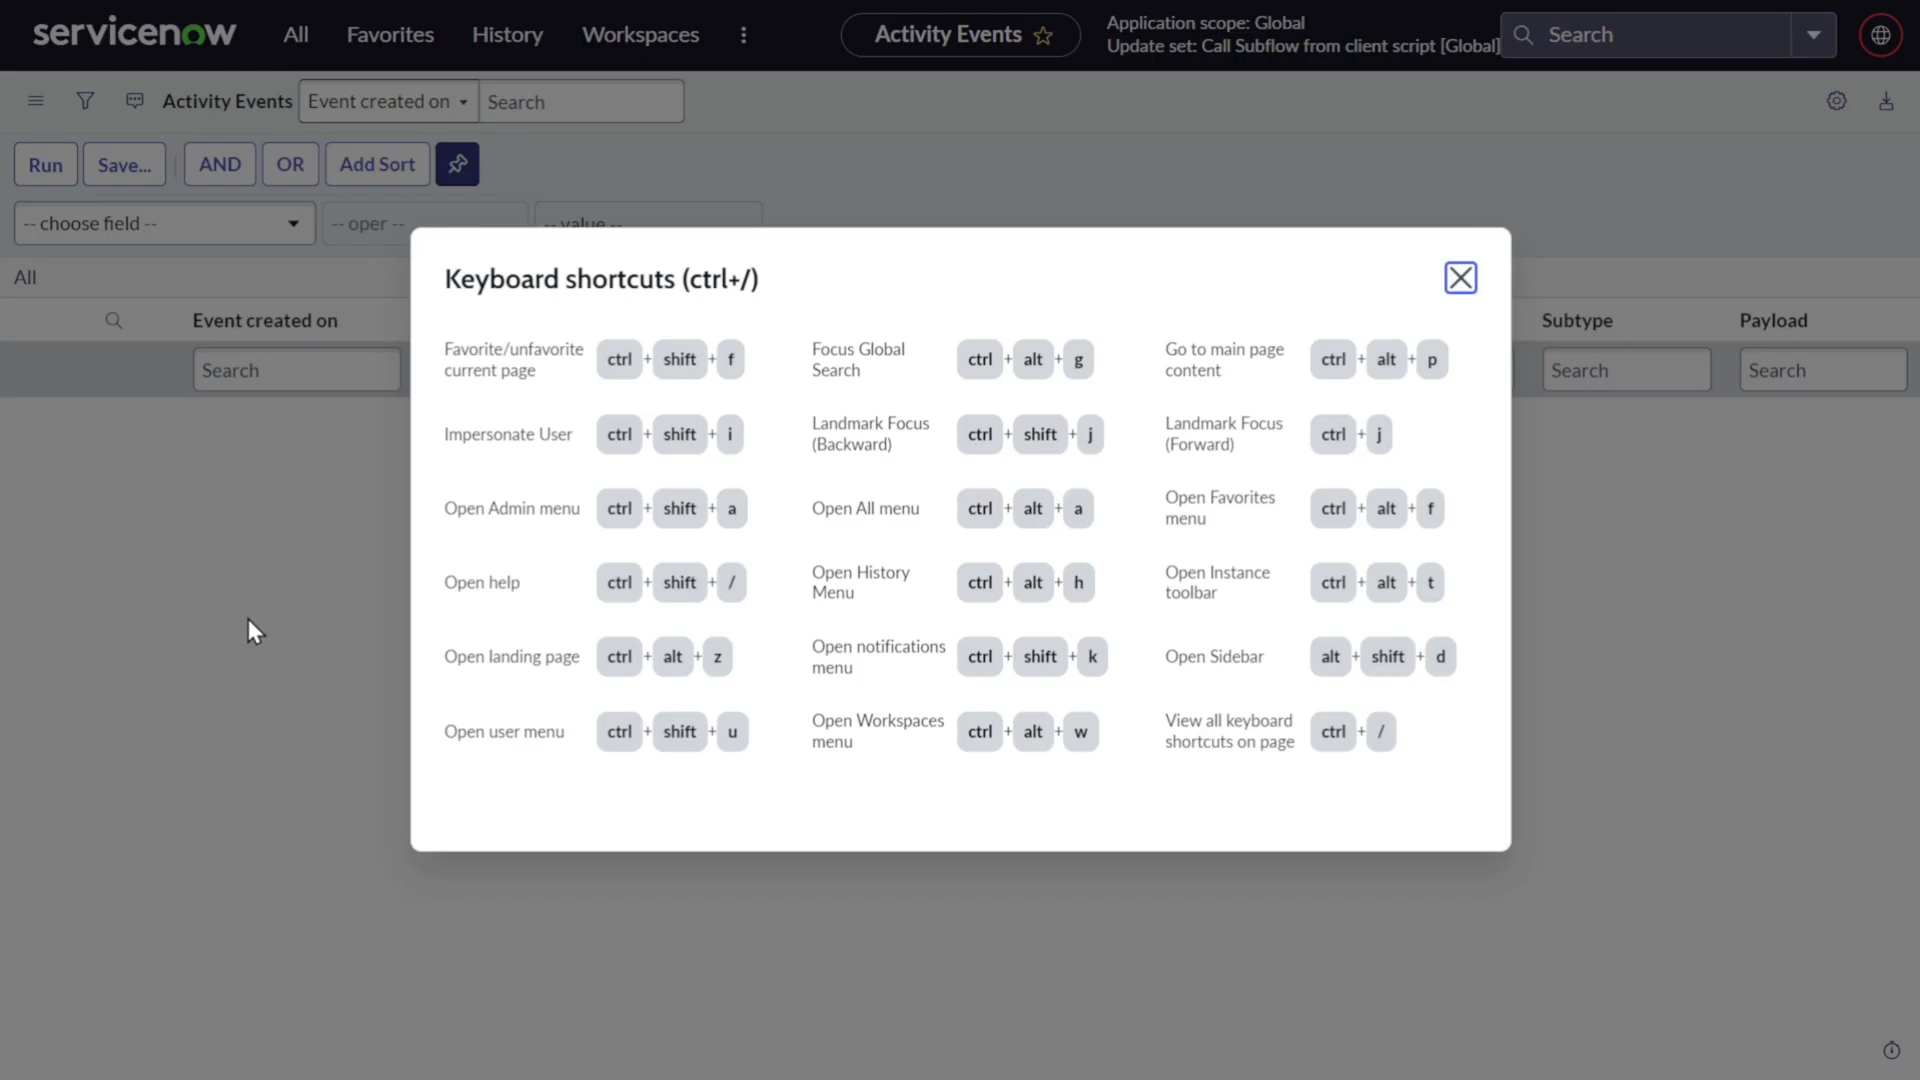 servicenow All Favorites History Workspaces Activity Events Application scope: Global Search
Update set: Call Subflow from client script [Global]
Activity Events Event created on Search
Run Save... AND OR Add Sort
-- choose field -- -- oper -- -- value --
All
Event created on Subtype Payload
Search Search Search
Keyboard shortcuts (ctrl+/)
Favorite/unfavorite
current page ctrl + shift + f
Focus Global
Search ctrl + alt + g
Go to main page
content ctrl + alt + p
Impersonate User ctrl + shift + i
Landmark Focus
(Backward) ctrl + shift + j
Landmark Focus
(Forward) ctrl + j
Open Admin menu ctrl + shift + a
Open All menu ctrl + alt + a
Open Favorites
menu ctrl + alt + f
Open help ctrl + shift + /
Open History
Menu ctrl + alt + h
Open Instance
toolbar ctrl + alt + t
Open landing page ctrl + alt + z
Open notifications
menu ctrl + shift + k
Open Sidebar alt + shift + d
Open user menu ctrl + shift + u
Open Workspaces
menu ctrl + alt + w
View all keyboard
shortcuts on page ctrl + /